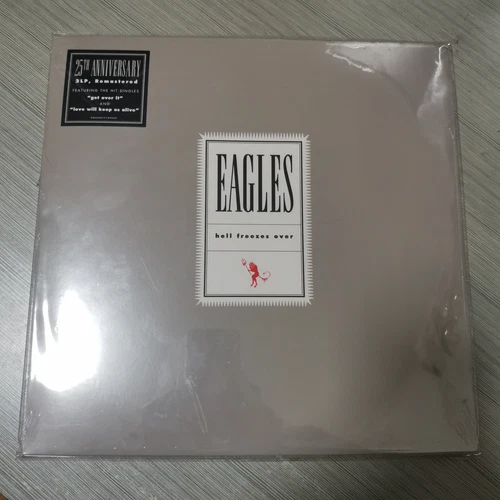 25TH ANNIVERSARY
2LP, Remastered
FEATURING THE HIT SINGLES
"get over it"
AND
"love will keep us alive"
EAGLES
hell freezes over